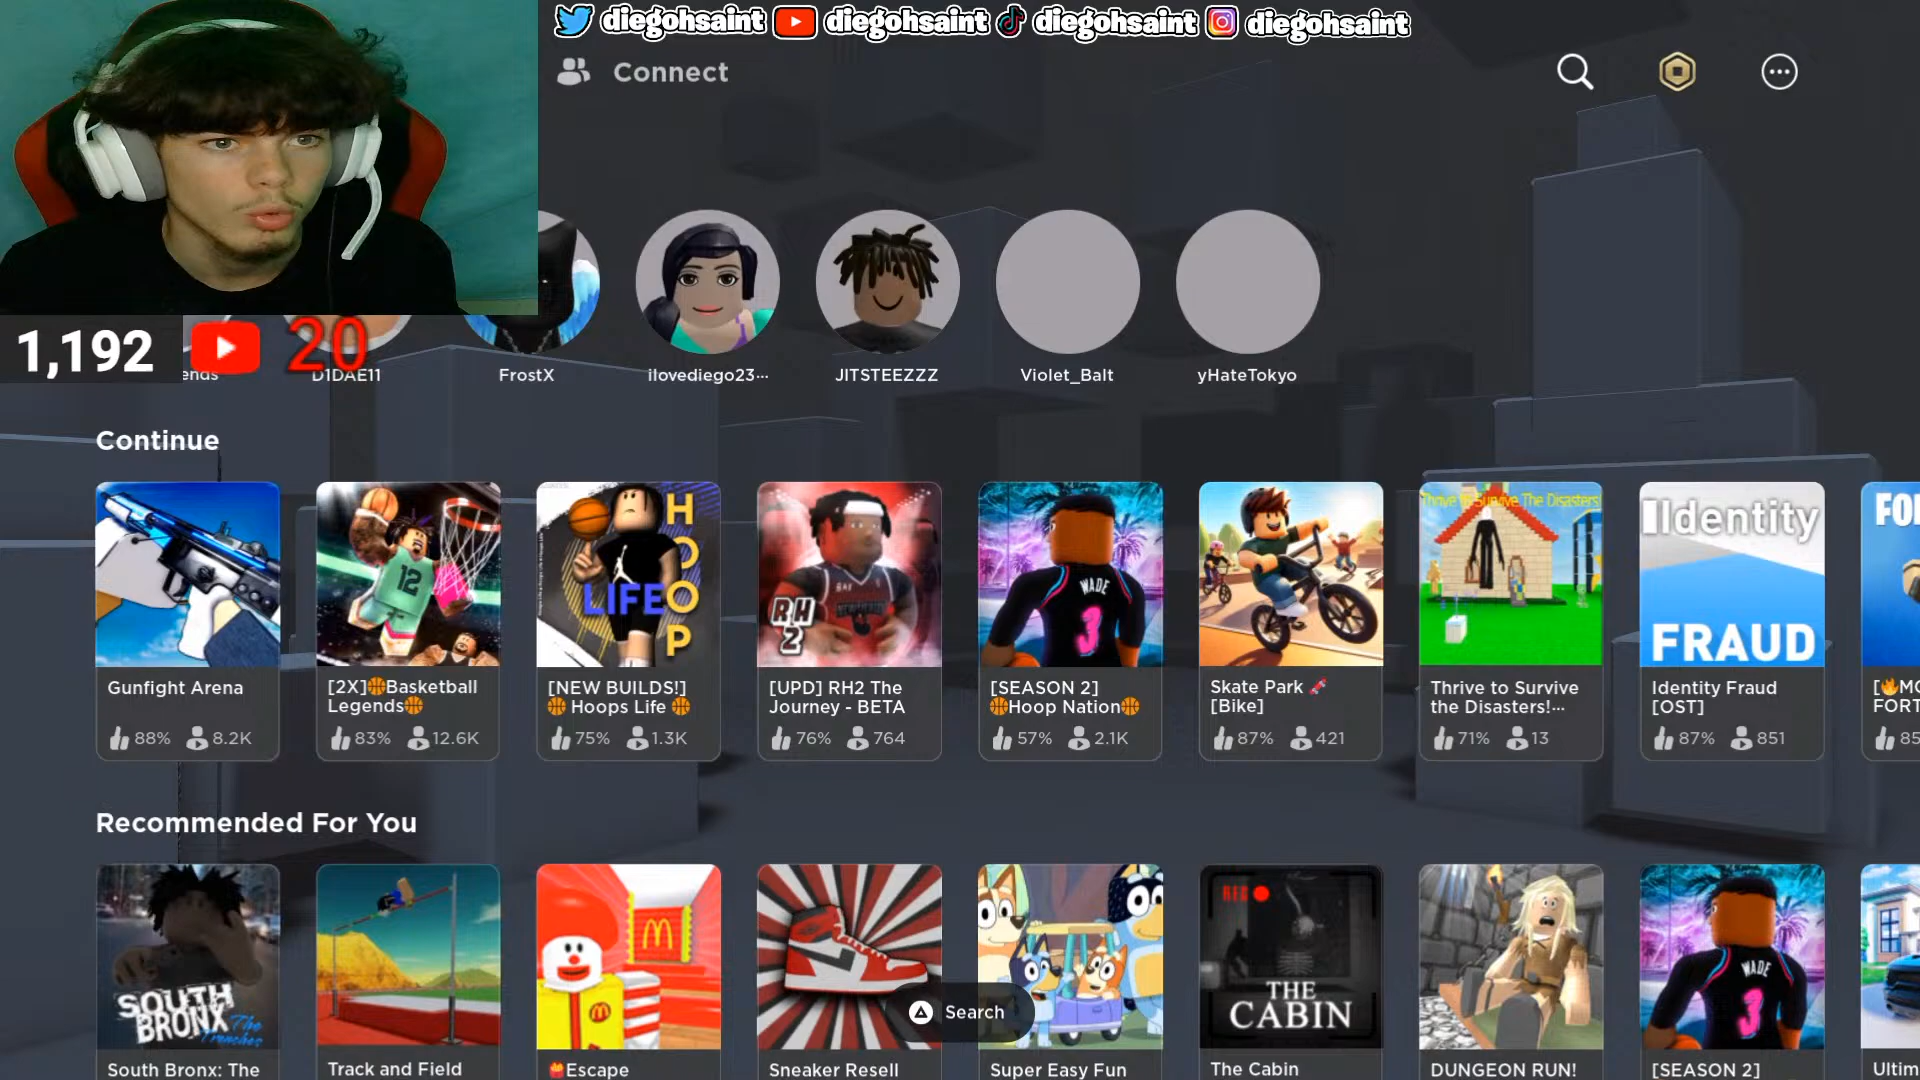 diegohsaint diegohsaint diegohsaint diegohsaint
Connect
1,192 20
ends D1DAE11 FrostX ilovediego23... JITSTEEZZZ Violet_Balt yHateTokyo
Continue
HOOP
LIFE
12
RH
2
WADE
3
Thrive to Survive The Disasters!
Identity
FRAUD
Gunfight Arena
88% 8.2K
[2X]🏀Basketball
Legends🏀
83% 12.6K
[NEW BUILDS!]
🏀 Hoops Life 🏀
75% 1.3K
[UPD] RH2 The
Journey - BETA
76% 764
[SEASON 2]
🏀Hoop Nation🏀
57% 2.1K
Skate Park 🛹
[Bike]
87% 421
Thrive to Survive
the Disasters!...
71% 13
Identity Fraud
[OST]
87% 851
[🔥MO
FORT
85
Recommended For You
SOUTH
BRONX The
Trenches
REC
THE
CABIN
WADE
3
Search
South Bronx: The
Track and Field
🍟Escape
Sneaker Resell
Super Easy Fun
The Cabin
DUNGEON RUN!
[SEASON 2]
Ultim